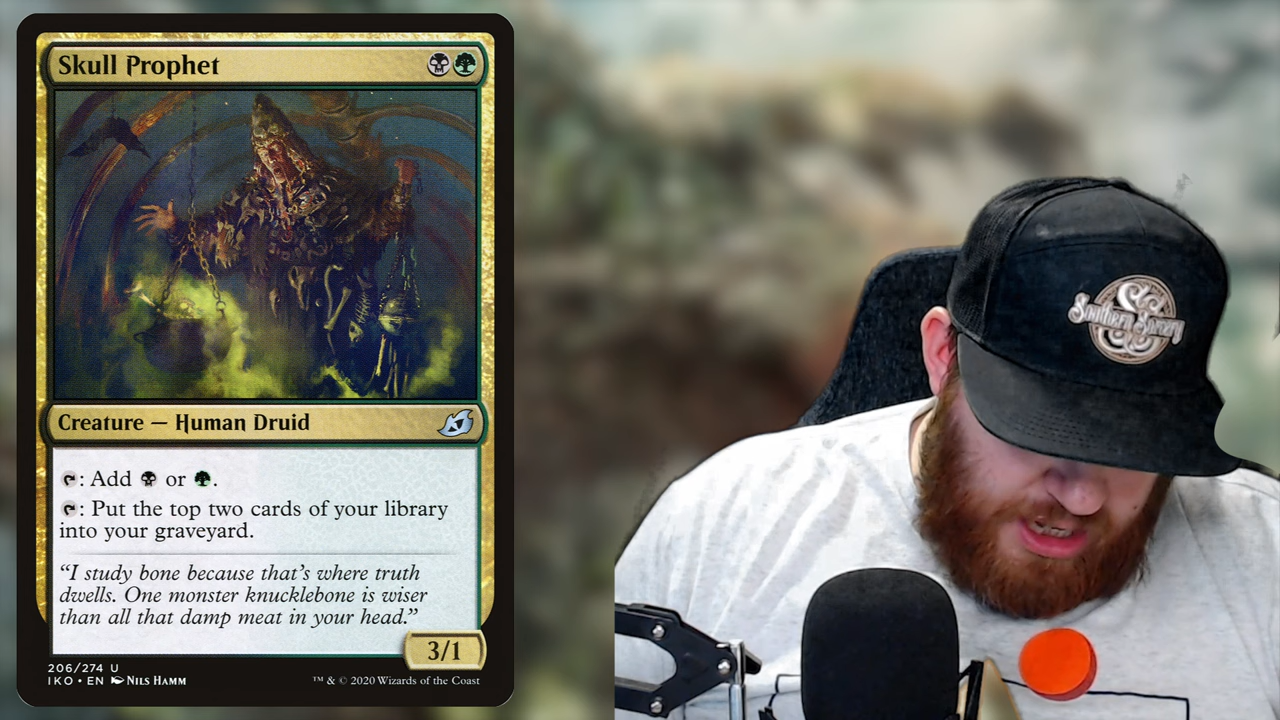 Skull Prophet
Creature — Human Druid
: Add or .
: Put the top two cards of your library
into your graveyard.
“I study bone because that’s where truth
dwells. One monster knucklebone is wiser
than all that damp meat in your head.”
3/1
206/274 U
IKO • EN Nils Hamm
™ & © 2020 Wizards of the Coast
Southern